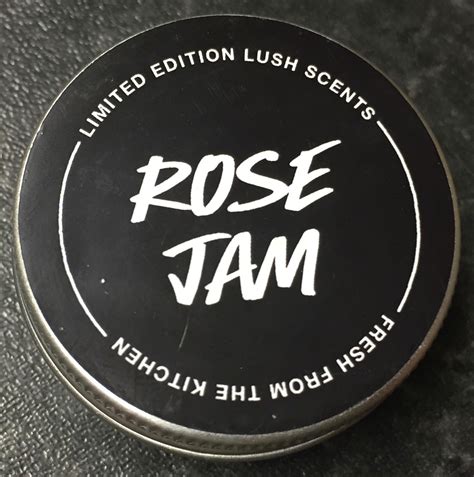 LIMITED EDITION LUSH SCENTS
ROSE
JAM
FRESH FROM THE KITCHEN